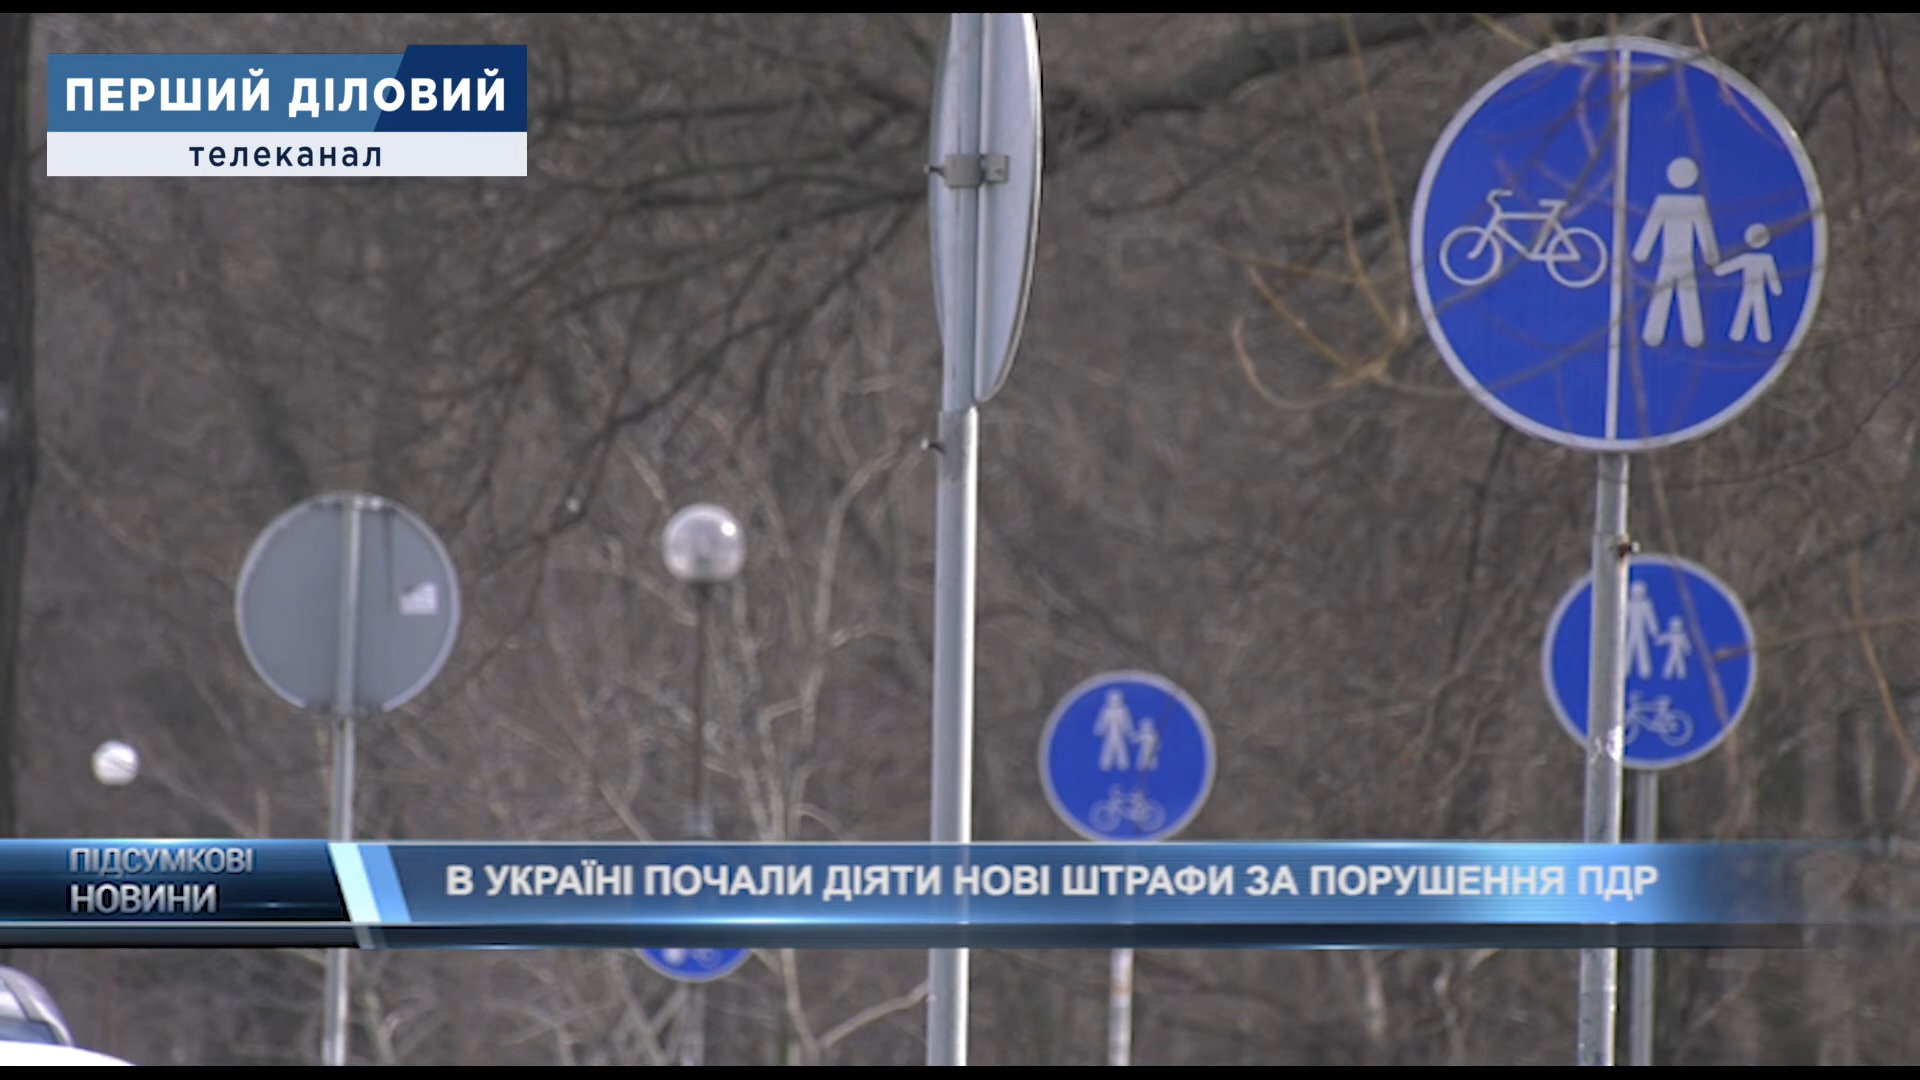 ПЕРШИЙ ДІЛОВИЙ
телеканал
ПІДСУМКОВІ
НОВИНИ
В УКРАЇНІ ПОЧАЛИ ДІЯТИ НОВІ ШТРАФИ ЗА ПОРУШЕННЯ ПДР